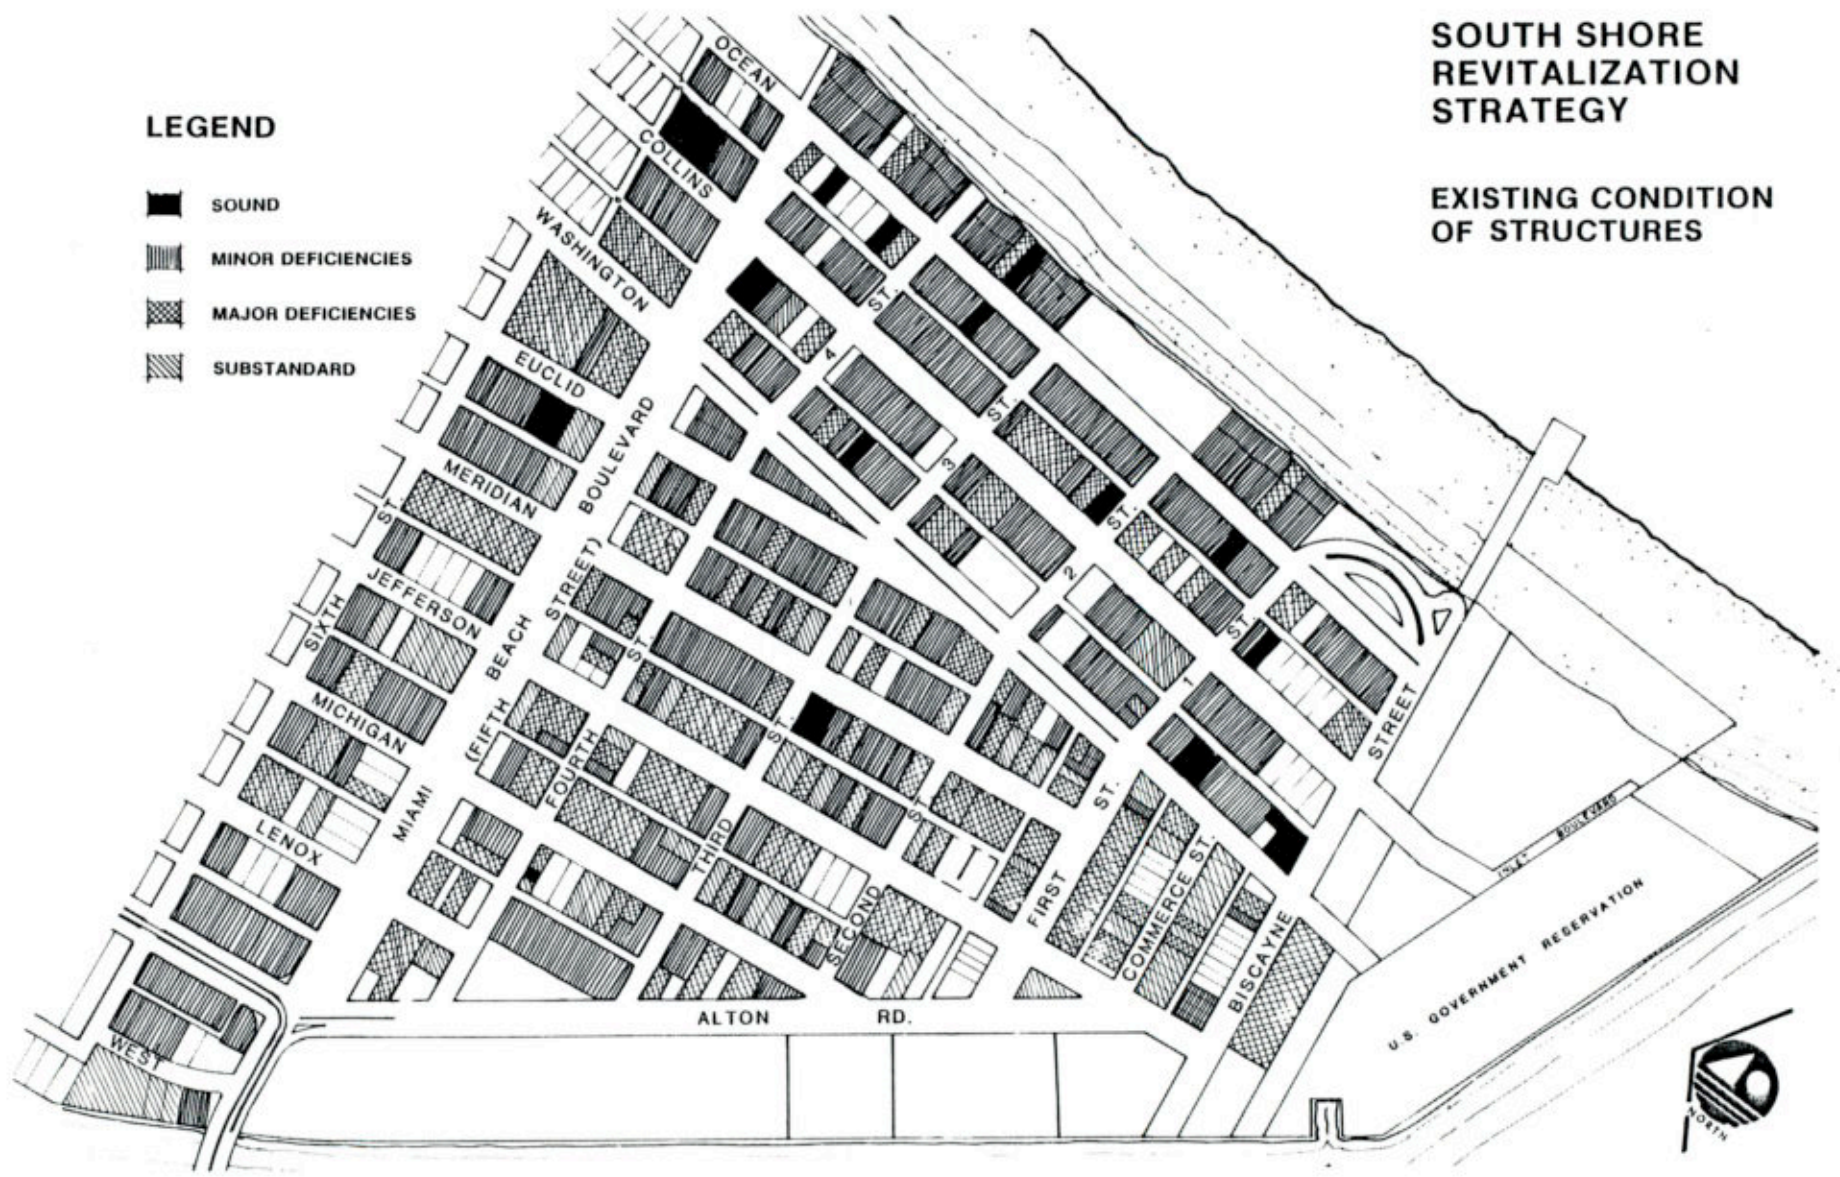 SOUTH SHORE
REVITALIZATION
STRATEGY
EXISTING CONDITION
OF STRUCTURES
LEGEND
SOUND
MINOR DEFICIENCIES
MAJOR DEFICIENCIES
SUBSTANDARD
OCEAN
COLLINS
WASHINGTON
EUCLID
MERIDIAN
JEFFERSON
MICHIGAN
LENOX
WEST
SIXTH
ST.
MIAMI
BEACH
BOULEVARD
(FIFTH
STREET)
FOURTH
ST.
THIRD
ST.
SECOND
ST.
FIRST
ST.
4
ST.
3
ST.
2
ST.
1
ST.
COMMERCE ST.
BISCAYNE
STREET
ALTON
RD.
INLET BOULEVARD
U.S. GOVERNMENT RESERVATION
NORTH